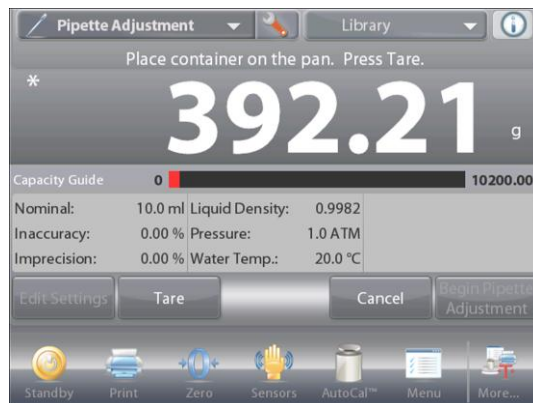 Pipette Adjustment Library
Place container on the pan. Press Tare.
* 392.21 g
Capacity Guide 0 10200.00
Nominal: 10.0 ml Liquid Density: 0.9982
Inaccuracy: 0.00 % Pressure: 1.0 ATM
Imprecision: 0.00 % Water Temp.: 20.0 °C
Edit Settings Tare Cancel Begin Pipette
Adjustment
Standby Print Zero Sensors AutoCal™ Menu More...